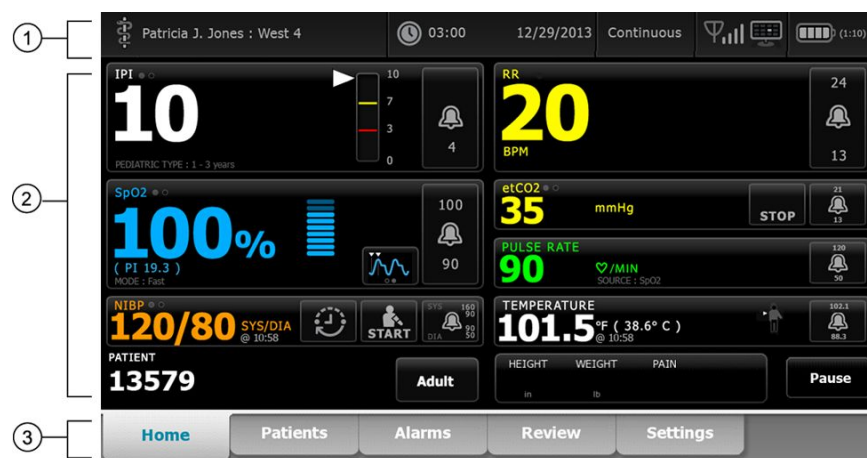 1
Patricia J. Jones : West 4
03:00
12/29/2013
Continuous
(1:10)
2
IPI
10
PEDIATRIC TYPE : 1 - 3 years
10
7
3
0
4
RR
20
BPM
24
13
SpO2
100%
( PI 19.3 )
MODE : Fast
100
90
etCO2
35
mmHg
STOP
21
13
PULSE RATE
90
/MIN
SOURCE : SpO2
120
50
NIBP
120/80
SYS/DIA
@ 10:58
START
SYS
160
90
DIA
90
50
TEMPERATURE
101.5
°F ( 38.6° C )
@ 10:58
102.1
88.3
PATIENT
13579
Adult
HEIGHT WEIGHT PAIN
in lb
Pause
3
Home Patients Alarms Review Settings